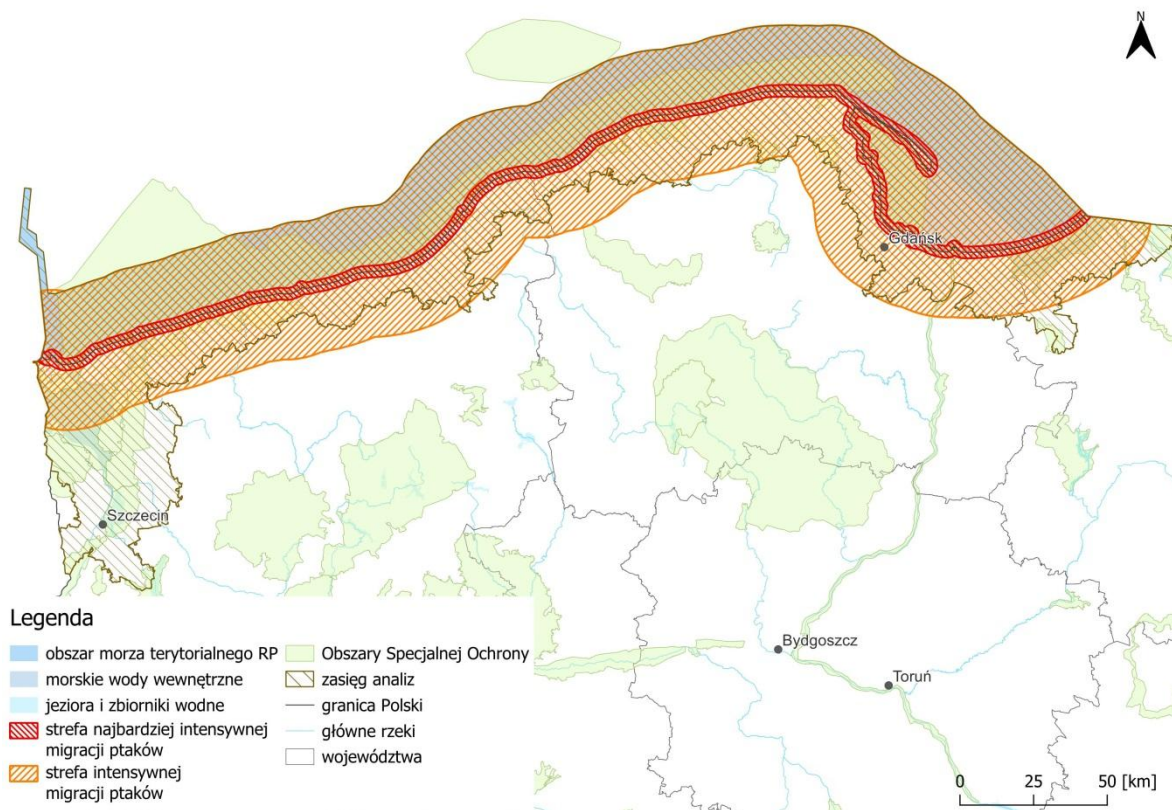 N
Gdańsk
Szczecin
Bydgoszcz
Toruń
Legenda
obszar morza terytorialnego RP
morskie wody wewnętrzne
jeziora i zbiorniki wodne
strefa najbardziej intensywnej
migracji ptaków
strefa intensywnej
migracji ptaków
Obszary Specjalnej Ochrony
zasięg analiz
granica Polski
główne rzeki
województwa
0 25 50 [km]